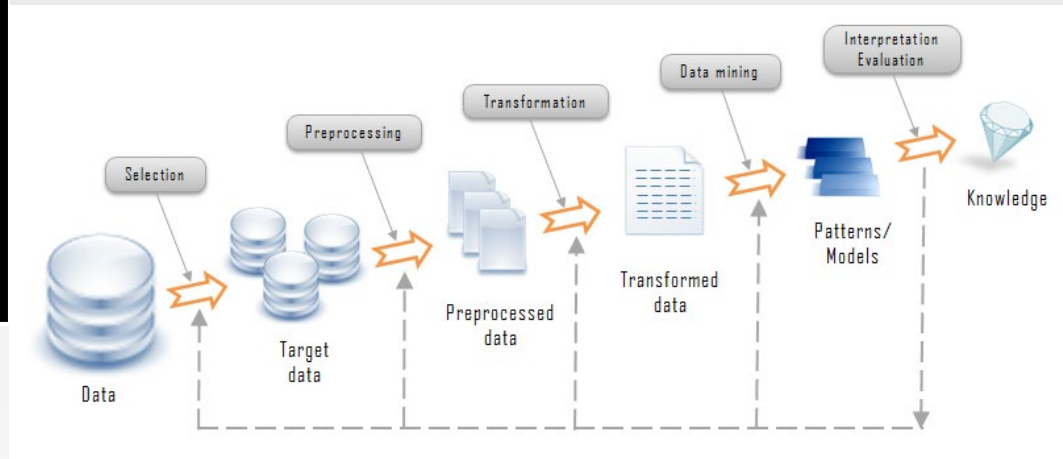 Interpretation
Evaluation
Data mining
Transformation
Preprocessing
Selection
Knowledge
Patterns/
Models
Transformed
data
Preprocessed
data
Target
data
Data